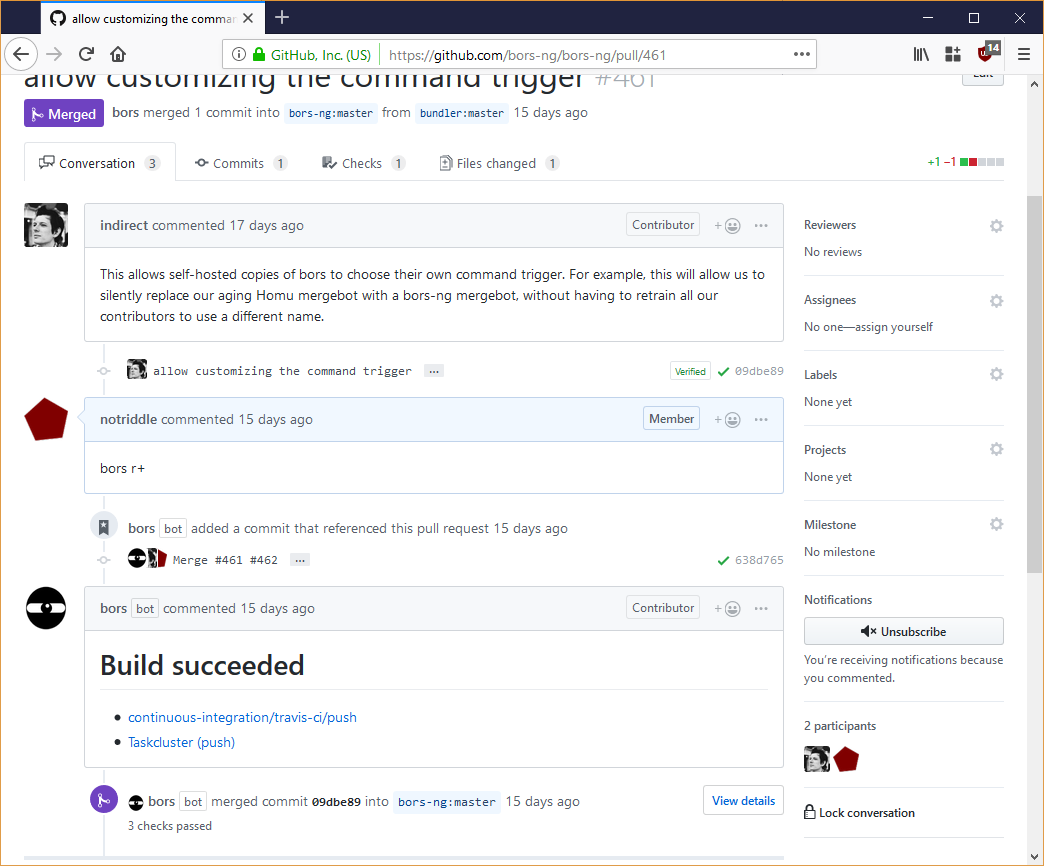 allow customizing the comman
GitHub, Inc. (US)
https://github.com/bors-ng/bors-ng/pull/461
14
allow customizing the command trigger #461
Edit
Merged
bors merged 1 commit into bors-ng:master from bundler:master 15 days ago
Conversation 3
Commits 1
Checks 1
Files changed 1
+1 −1
indirect commented 17 days ago
Contributor
This allows self-hosted copies of bors to choose their own command trigger. For example, this will allow us to
silently replace our aging Homu mergebot with a bors-ng mergebot, without having to retrain all our
contributors to use a different name.
allow customizing the command trigger …
Verified
09dbe89
notriddle commented 15 days ago
Member
bors r+
bors bot added a commit that referenced this pull request 15 days ago
Merge #461 #462 …
638d765
bors bot commented 15 days ago
Contributor
Build succeeded
continuous-integration/travis-ci/push
Taskcluster (push)
bors bot merged commit 09dbe89 into bors-ng:master 15 days ago
3 checks passed
View details
Reviewers
No reviews
Assignees
No one—assign yourself
Labels
None yet
Projects
None yet
Milestone
No milestone
Notifications
Unsubscribe
You're receiving notifications because
you commented.
2 participants
Lock conversation